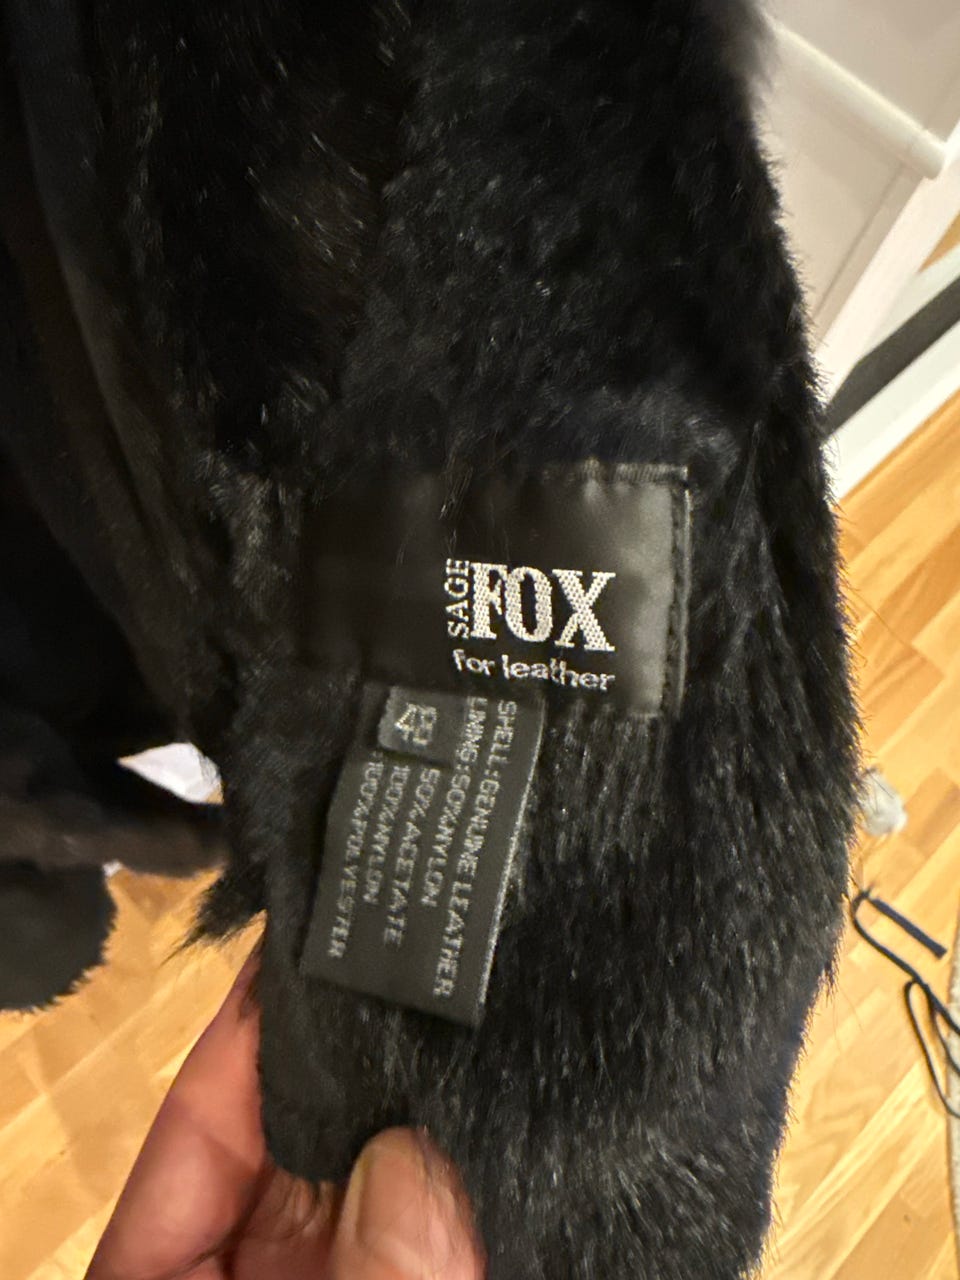 SAGE
FOX
for leather
48
SHELL:GENUINE LEATHER
LINING:50%NYLON
50%ACETATE
100%NYLON
100%POLYESTER